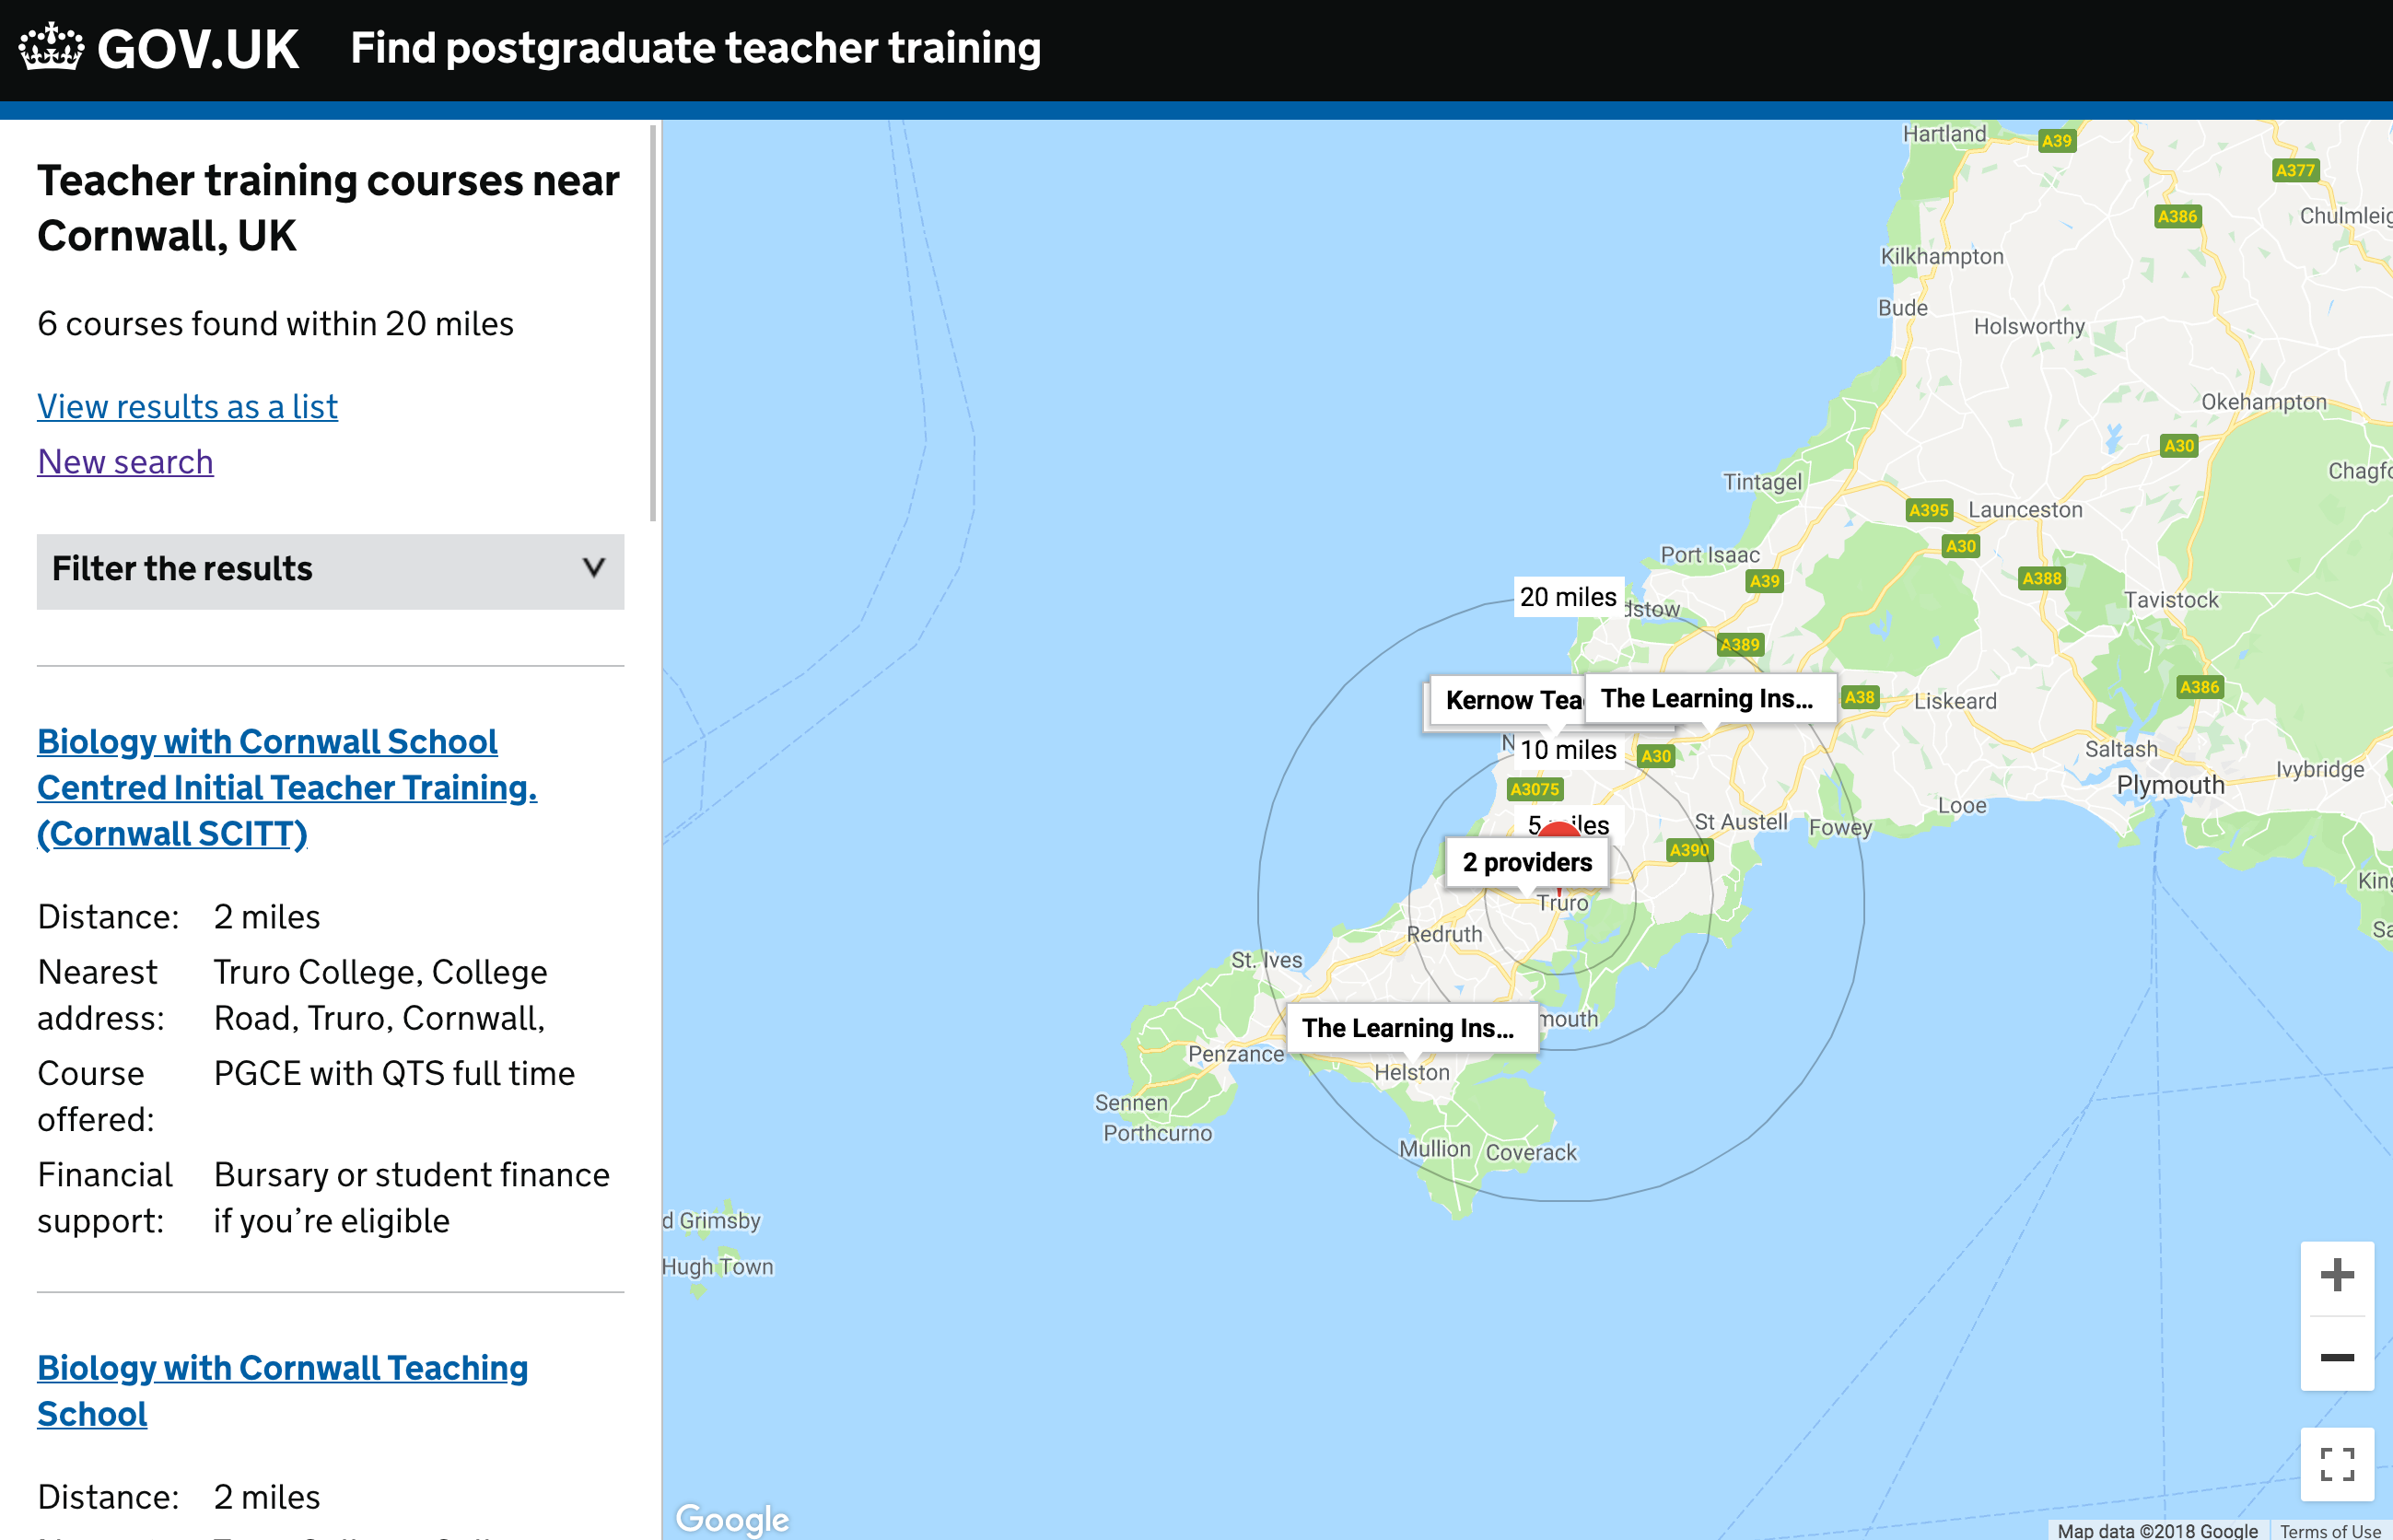 GOV.UK Find postgraduate teacher training
Teacher training courses near
Cornwall, UK
6 courses found within 20 miles
View results as a list
New search
Filter the results
Biology with Cornwall School
Centred Initial Teacher Training.
(Cornwall SCITT)
Distance: 2 miles
Nearest address: Truro College, College
Road, Truro, Cornwall,
Course offered: PGCE with QTS full time
Financial support: Bursary or student finance
if you’re eligible
Biology with Cornwall Teaching
School
Distance: 2 miles
Hartland
A39
A377
A386
Chulmleig
Kilkhampton
Bude
Holsworthy
Okehampton
A30
Chagfo
Tintagel
A395
Launceston
A30
Port Isaac
A39
A388
20 miles
dstow
Tavistock
A389
Kernow Tea
The Learning Ins...
A38
Liskeard
A386
10 miles
A30
Saltash
Ivybridge
A3075
Plymouth
Looe
5 miles
St Austell
Fowey
A390
2 providers
King
Truro
Redruth
Sa
St. Ives
The Learning Ins...
mouth
Penzance
Helston
Sennen
Porthcurno
Mullion
Coverack
d Grimsby
Hugh Town
Google
Map data ©2018 Google
Terms of Use